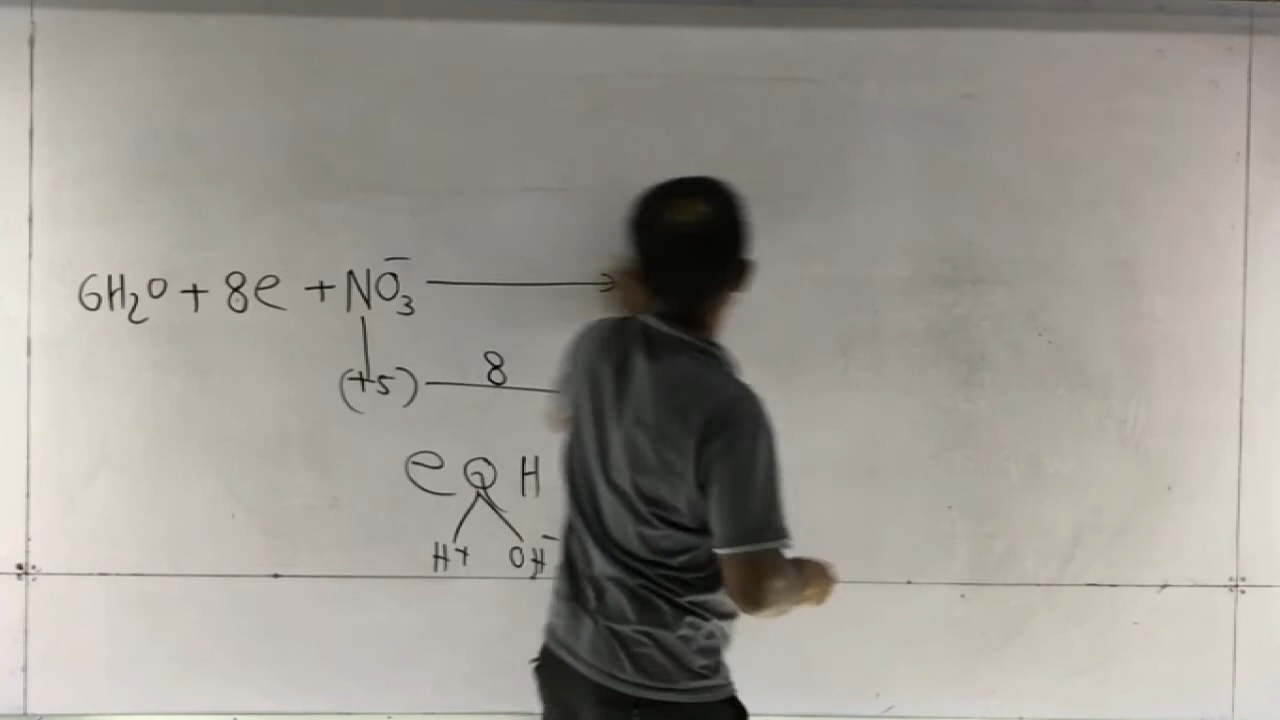 6H₂O + 8e + NO₃⁻ ⟶
(+5) — 8
e Q H
H+ OH⁻